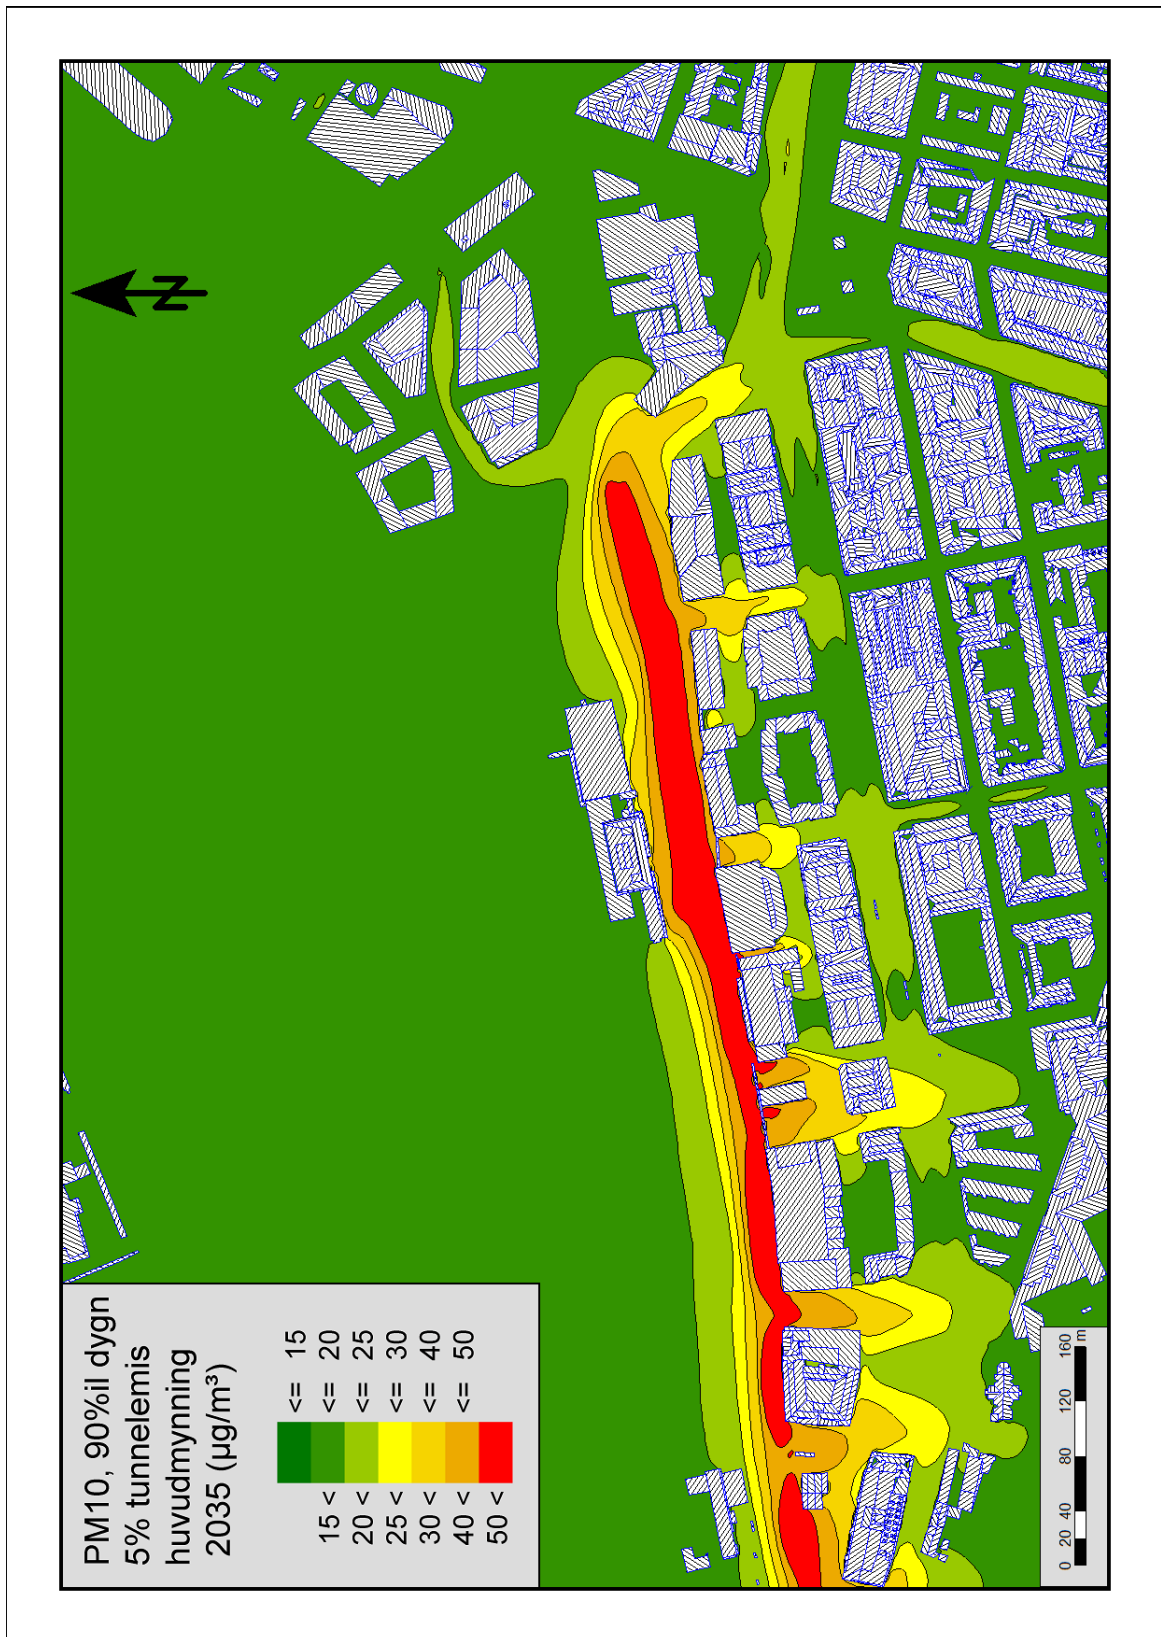 PM10, 90%il dygn
5% tunnelemis
huvudmynning
2035 (µg/m³)
<= 15
15 < <= 20
20 < <= 25
25 < <= 30
30 < <= 40
40 < <= 50
50 <
N
0 20 40 80 120 160
m